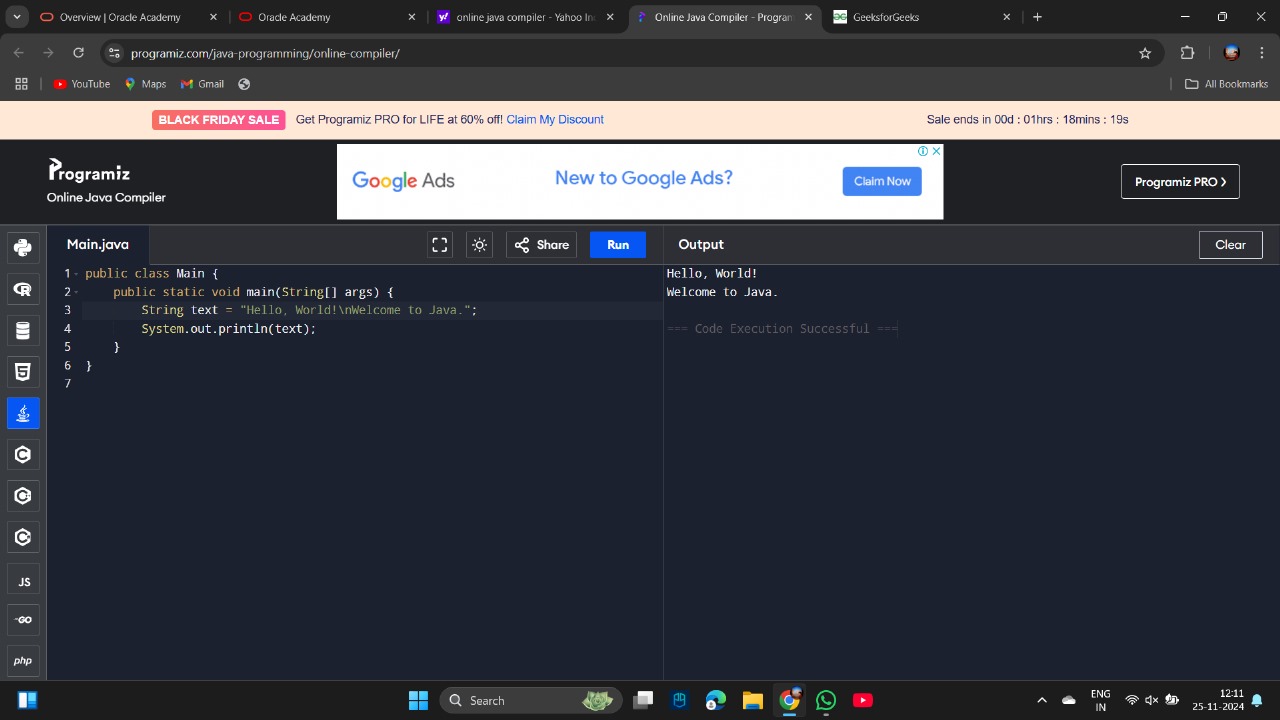 Overview | Oracle Academy
Oracle Academy
online java compiler - Yahoo In
Online Java Compiler - Program
GeeksforGeeks
programiz.com/java-programming/online-compiler/
YouTube
Maps
Gmail
All Bookmarks
BLACK FRIDAY SALE Get Programiz PRO for LIFE at 60% off! Claim My Discount
Sale ends in 00d : 01hrs : 18mins : 19s
Programiz
Online Java Compiler
Google Ads
New to Google Ads?
Claim Now
Programiz PRO >
Main.java
Share
Run
Output
Clear
1 public class Main {
2 public static void main(String[] args) {
3 String text = "Hello, World!\nWelcome to Java.";
4 System.out.println(text);
5 }
6 }
7
Hello, World!
Welcome to Java.
=== Code Execution Successful ===
R
5
C
C
C
JS
GO
php
Search
ENG
IN
12:11
25-11-2024